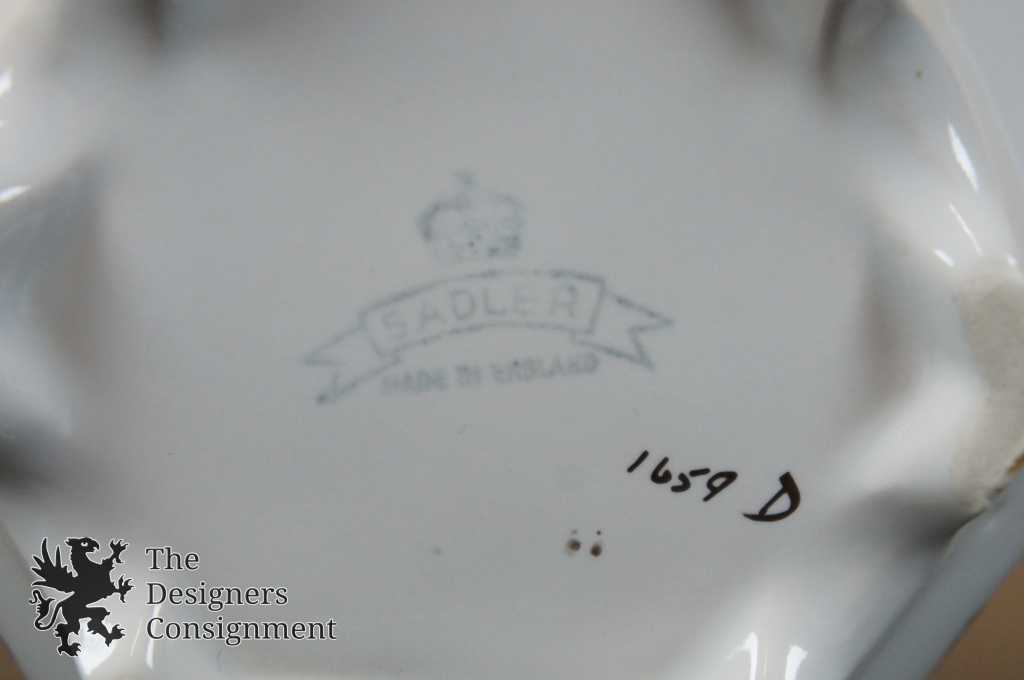 SADLER
MADE IN ENGLAND
1659 D
The
Designers
Consignment